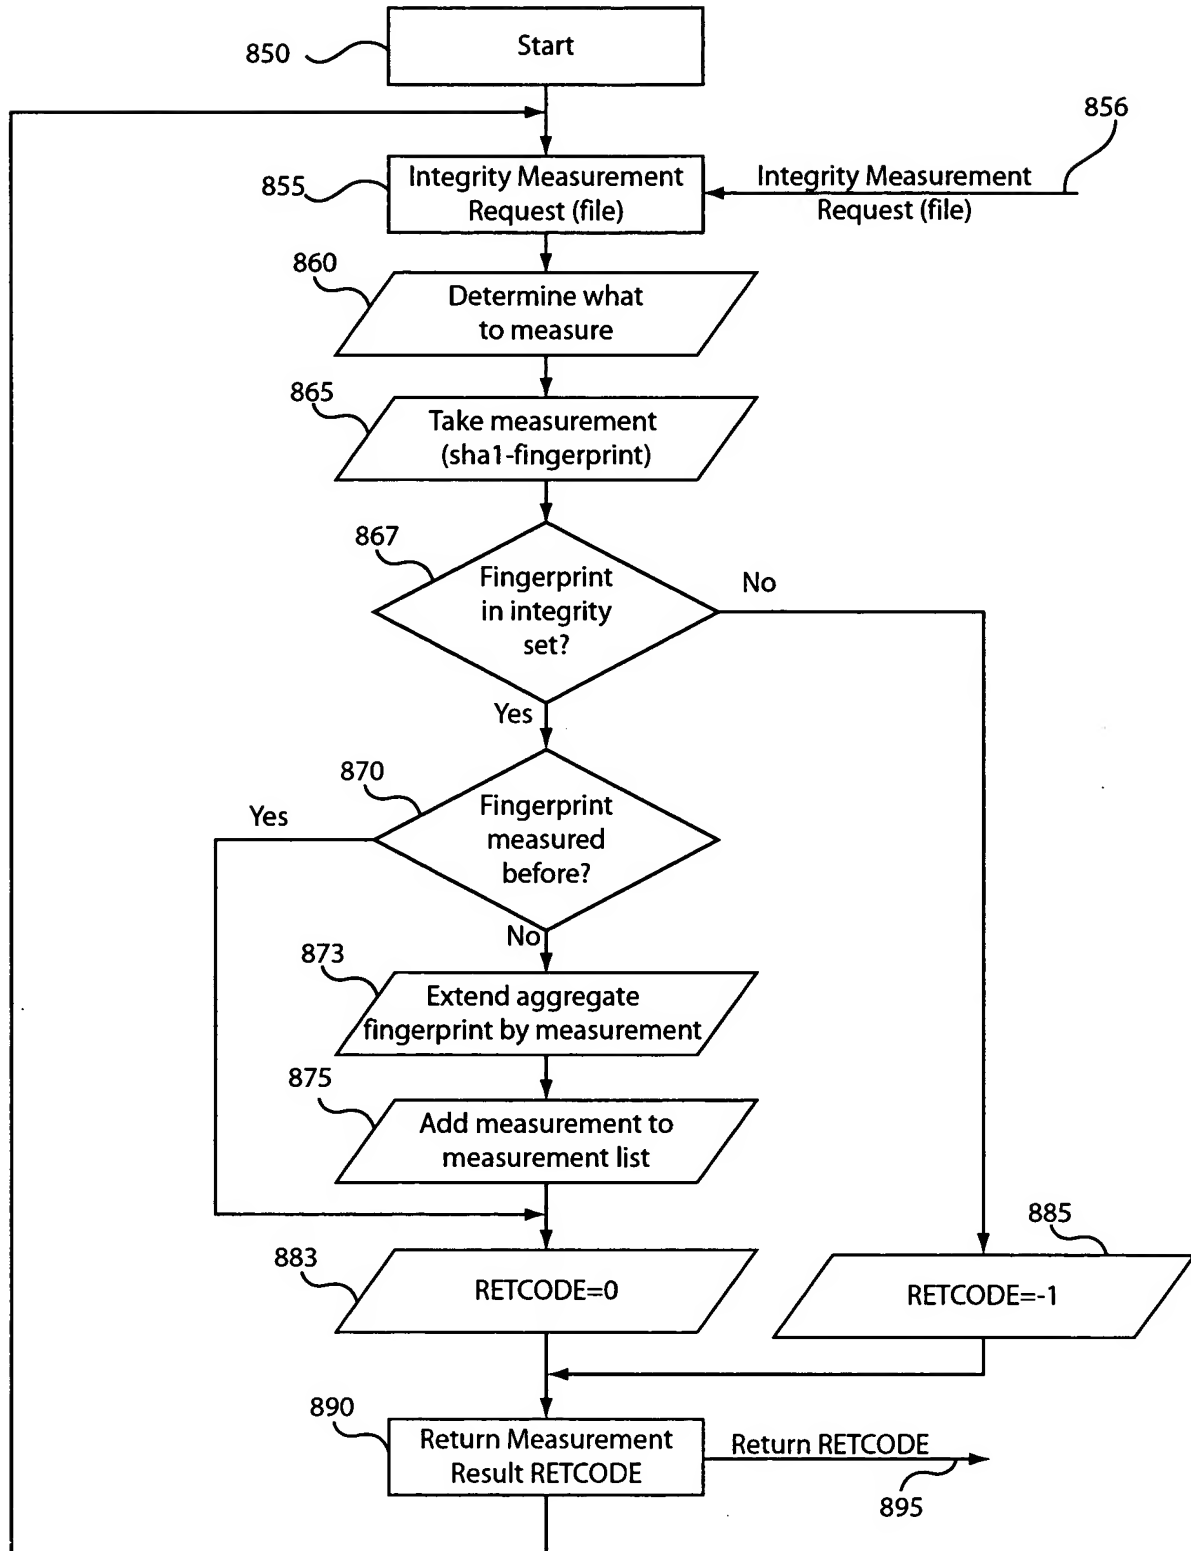 850
Start
856
855
Integrity Measurement
Request (file)
Integrity Measurement
Request (file)
860
Determine what
to measure
865
Take measurement
(sha1-fingerprint)
867
Fingerprint
in integrity
set?
No
Yes
870
Yes
Fingerprint
measured
before?
No
873
Extend aggregate
fingerprint by measurement
875
Add measurement to
measurement list
883
RETCODE=0
885
RETCODE=-1
890
Return Measurement
Result RETCODE
Return RETCODE
895